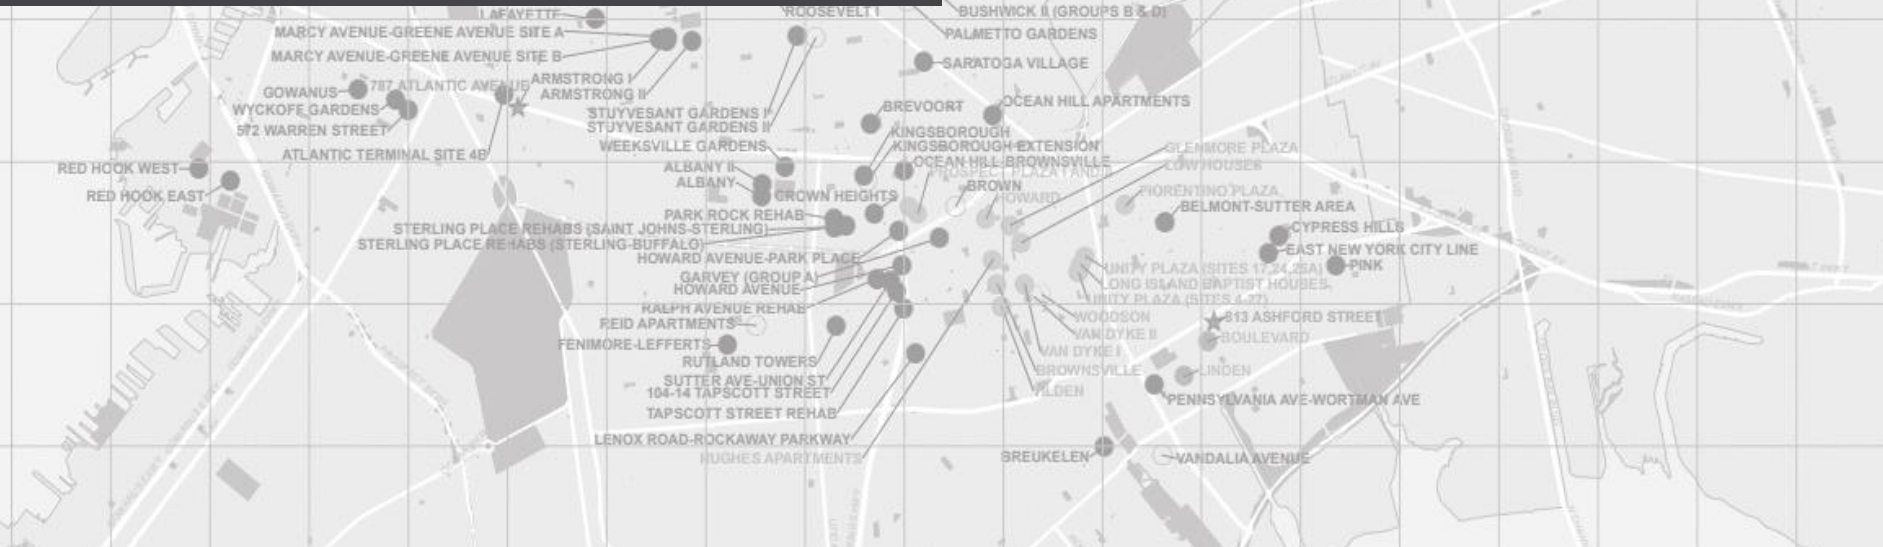 LAFAYETTE
ROOSEVELT I
BUSHWICK II (GROUPS B & D)
MARCY AVENUE-GREENE AVENUE SITE A
PALMETTO GARDENS
MARCY AVENUE-GREENE AVENUE SITE B
SARATOGA VILLAGE
ARMSTRONG I
787 ATLANTIC AVENUE
GOWANUS
ARMSTRONG II
OCEAN HILL APARTMENTS
BREVOORT
WYCKOFF GARDENS
STUYVESANT GARDENS I
STUYVESANT GARDENS II
572 WARREN STREET
KINGSBOROUGH
WEEKSVILLE GARDENS
KINGSBOROUGH EXTENSION
GLENMORE PLAZA
ATLANTIC TERMINAL SITE 4B
OCEAN HILL BROWNSVILLE
LOW HOUSES
RED HOOK WEST
ALBANY II
PROSPECT PLAZA I AND II
ALBANY
BROWN
FIORENTINO PLAZA
RED HOOK EAST
CROWN HEIGHTS
HOWARD
BELMONT-SUTTER AREA
PARK ROCK REHAB
STERLING PLACE REHABS (SAINT JOHNS-STERLING)
CYPRESS HILLS
STERLING PLACE REHABS (STERLING-BUFFALO)
EAST NEW YORK CITY LINE
HOWARD AVENUE-PARK PLACE
PINK
UNITY PLAZA (SITES 17,24,25A)
GARVEY (GROUP A)
LONG ISLAND BAPTIST HOUSES
HOWARD AVENUE
UNITY PLAZA (SITES 4-27)
RALPH AVENUE REHAB
WOODSON
813 ASHFORD STREET
REID APARTMENTS
VAN DYKE II
BOULEVARD
FENIMORE-LEFFERTS
VAN DYKE I
RUTLAND TOWERS
BROWNSVILLE
LINDEN
SUTTER AVE-UNION ST
104-14 TAPSCOTT STREET
TILDEN
PENNSYLVANIA AVE-WORTMAN AVE
TAPSCOTT STREET REHAB
LENOX ROAD-ROCKAWAY PARKWAY
HUGHES APARTMENTS
BREUKELEN
VANDALIA AVENUE